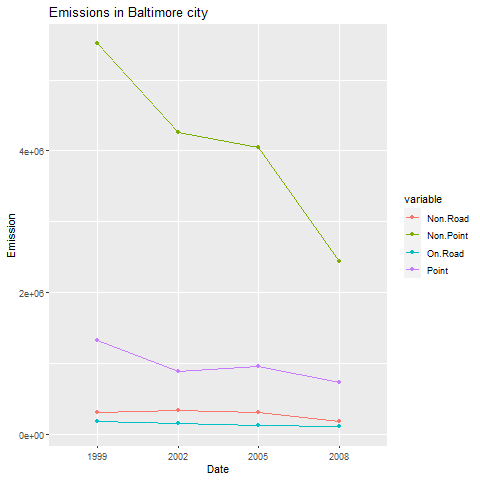 Emissions in Baltimore city
Emission
4e+06
2e+06
0e+00
1999 2002 2005 2008
Date
variable
Non.Road
Non.Point
On.Road
Point